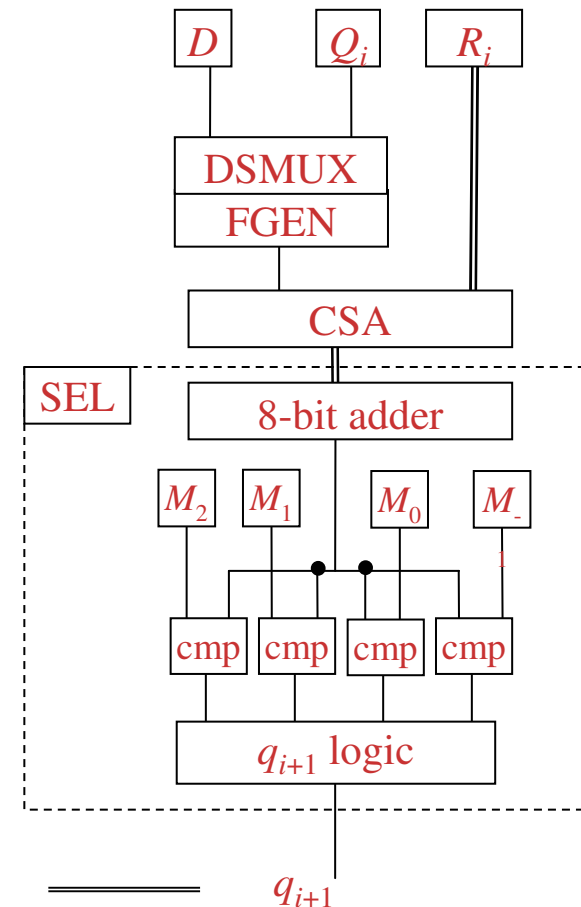 D Q_i R_i
DSMUX
FGEN
CSA
SEL
8-bit adder
M_2 M_1 M_0 M_-1
cmp cmp cmp cmp
q_{i+1} logic
q_{i+1}